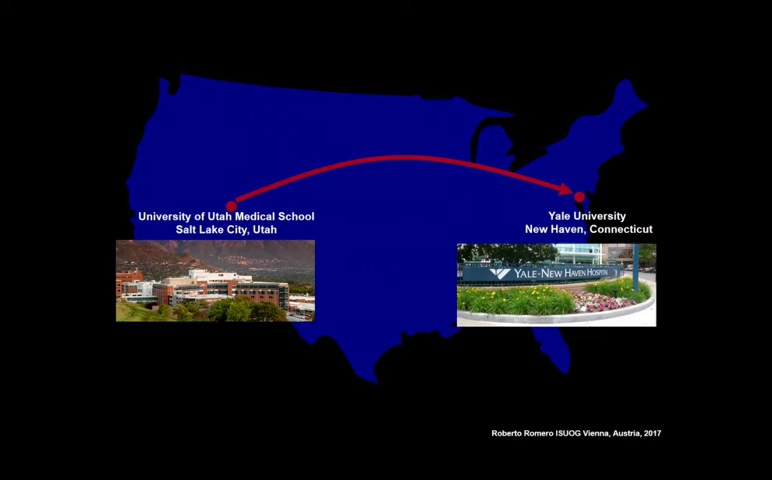 University of Utah Medical School
Salt Lake City, Utah
Yale University
New Haven, Connecticut
YALE-NEW HAVEN HOSPITAL
Roberto Romero ISUOG Vienna, Austria, 2017